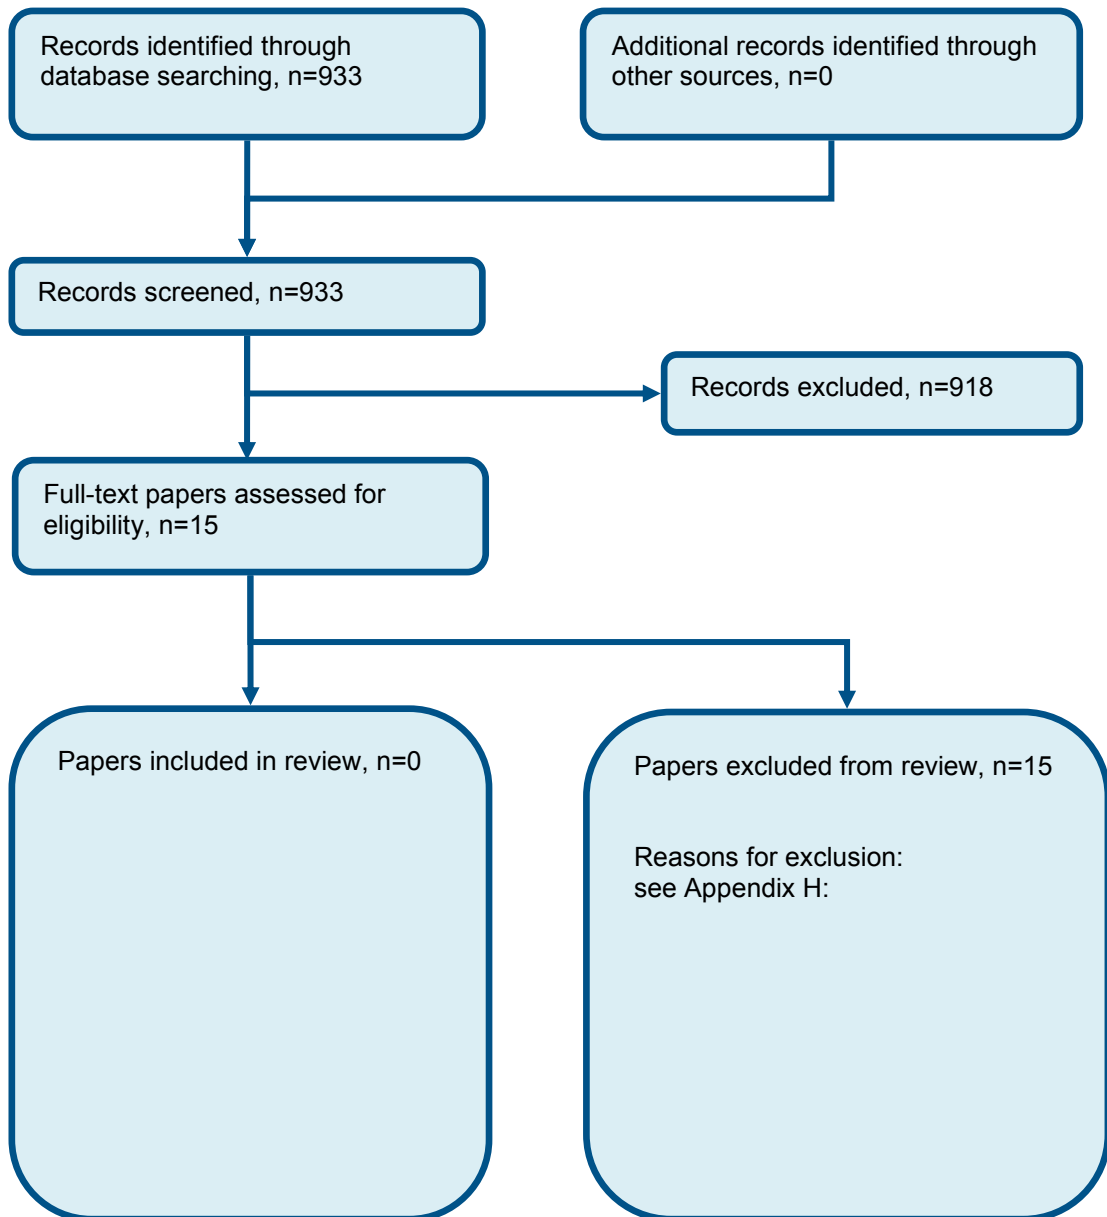 Records identified through
database searching, n=933
Additional records identified through
other sources, n=0
Records screened, n=933
Records excluded, n=918
Full-text papers assessed for
eligibility, n=15
Papers included in review, n=0
Papers excluded from review, n=15
Reasons for exclusion:
see Appendix H: